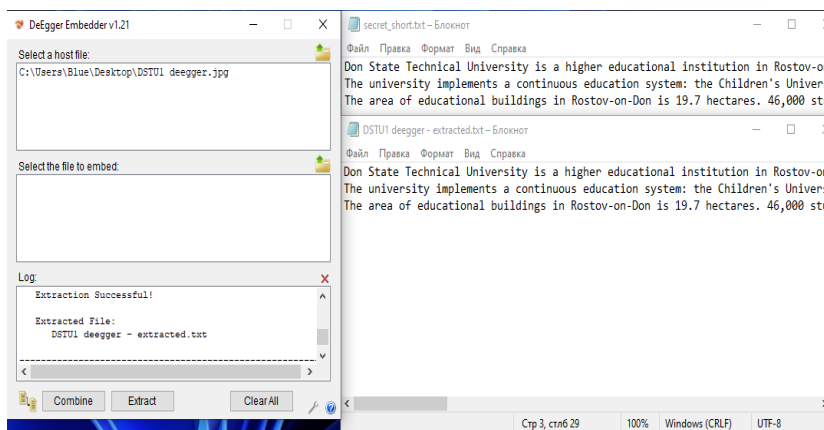 DeEgger Embedder v1.21
Select a host file:
C:\Users\Blue\Desktop\DSTU1 deegger.jpg
Select the file to embed:
Log:
Extraction Successful!
Extracted File:
DSTU1 deegger - extracted.txt
Combine
Extract
Clear All
secret_short.txt – Блокнот
Файл Правка Формат Вид Справка
Don State Technical University is a higher educational institution in Rostov-o
The university implements a continuous education system: the Children's Univer
The area of educational buildings in Rostov-on-Don is 19.7 hectares. 46,000 st
DSTU1 deegger - extracted.txt – Блокнот
Файл Правка Формат Вид Справка
Don State Technical University is a higher educational institution in Rostov-o
The university implements a continuous education system: the Children's Univer
The area of educational buildings in Rostov-on-Don is 19.7 hectares. 46,000 st
Стр 3, стлб 29 100% Windows (CRLF) UTF-8